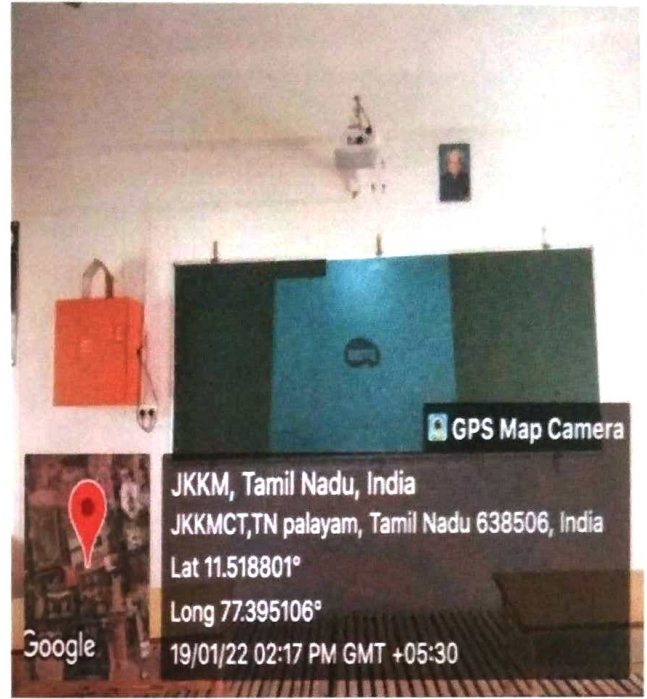 GPS Map Camera
JKKM, Tamil Nadu, India
JKKMCT,TN palayam, Tamil Nadu 638506, India
Lat 11.518801°
Long 77.395106°
19/01/22 02:17 PM GMT +05:30
Google